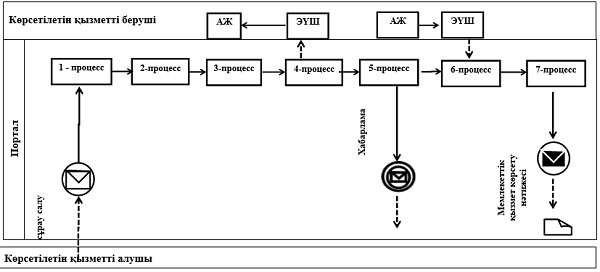 Көрсетілетін қызметті беруші
АЖ
ЭҮШ
АЖ
ЭҮШ
Портал
1 - процесс
2-процесс
3-процесс
4-процесс
5-процесс
6-процесс
7-процесс
сұрау салу
Хабарлама
Мемлекеттік
қызмет көрсету
нәтижесі
Көрсетілетін қызметті алушы